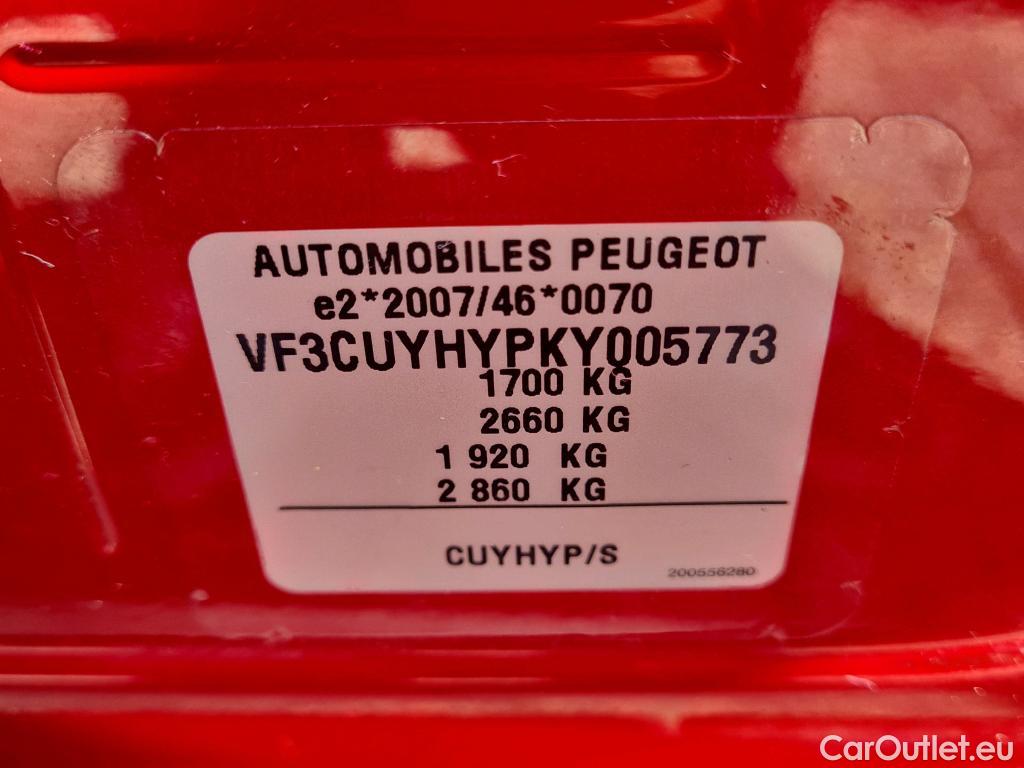 AUTOMOBILES PEUGEOT
e2*2007/46*0070
VF3CUYHYPKY005773
1700 KG
2660 KG
1 920 KG
2 860 KG
CUYHYP/S
200556280
CarOutlet.eu